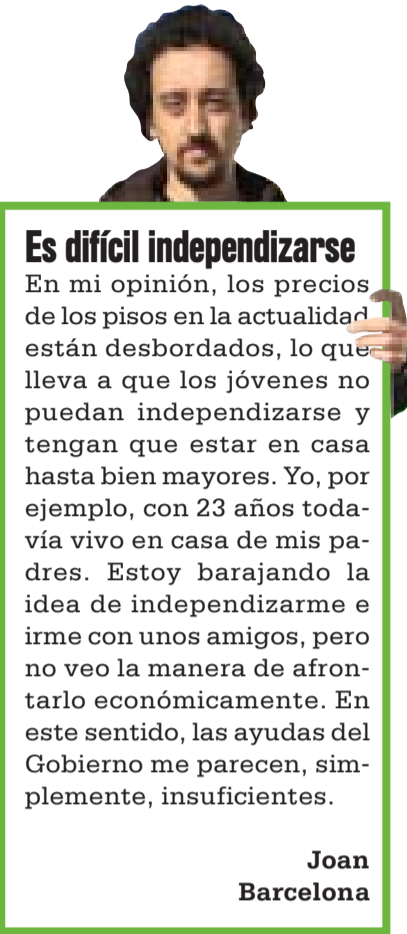 Es difícil independizarse
En mi opinión, los precios
de los pisos en la actualidad
están desbordados, lo que
lleva a que los jóvenes no
puedan independizarse y
tengan que estar en casa
hasta bien mayores. Yo, por
ejemplo, con 23 años toda-
vía vivo en casa de mis pa-
dres. Estoy barajando la
idea de independizarme e
irme con unos amigos, pero
no veo la manera de afron-
tarlo económicamente. En
este sentido, las ayudas del
Gobierno me parecen, sim-
plemente, insuficientes.
Joan
Barcelona